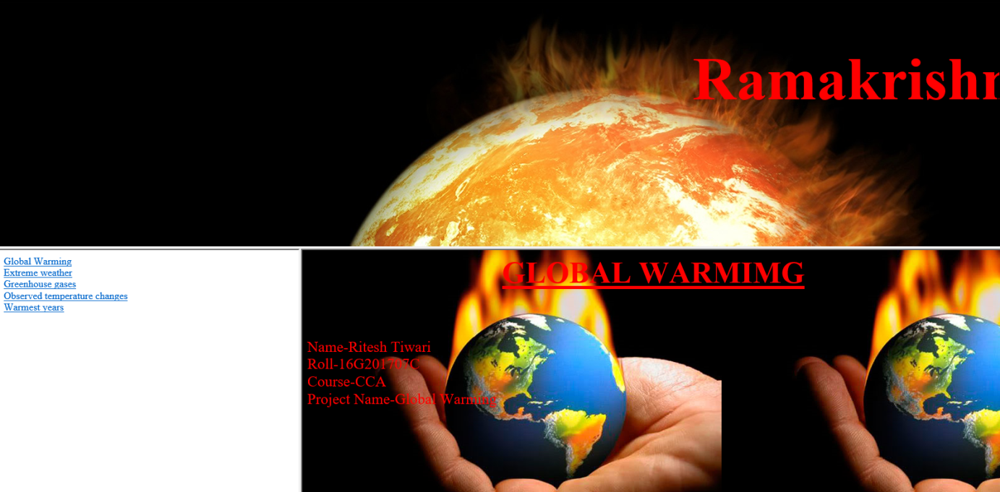 Ramakrishn
Global Warming
Extreme weather
Greenhouse gases
Observed temperature changes
Warmest years
GLOBAL WARMIMG
Name-Ritesh Tiwari
Roll-16G201707C
Course-CCA
Project Name-Global Warming